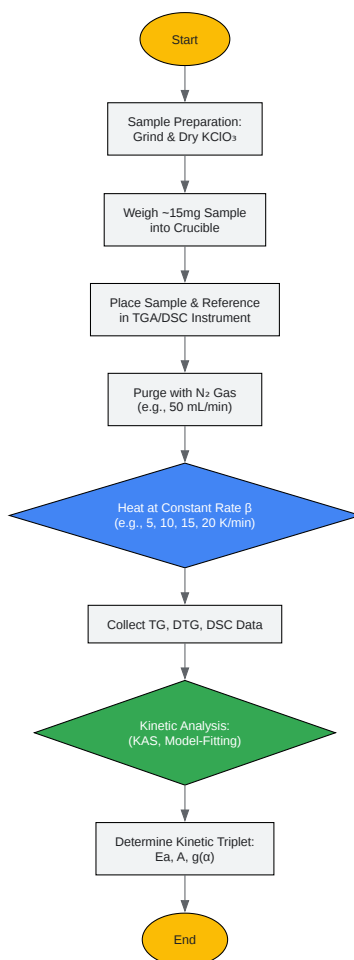 Start
Sample Preparation:
Grind & Dry KClO₃
Weigh ~15mg Sample
into Crucible
Place Sample & Reference
in TGA/DSC Instrument
Purge with N₂ Gas
(e.g., 50 mL/min)
Heat at Constant Rate β
(e.g., 5, 10, 15, 20 K/min)
Collect TG, DTG, DSC Data
Kinetic Analysis:
(KAS, Model-Fitting)
Determine Kinetic Triplet:
Ea, A, g(α)
End